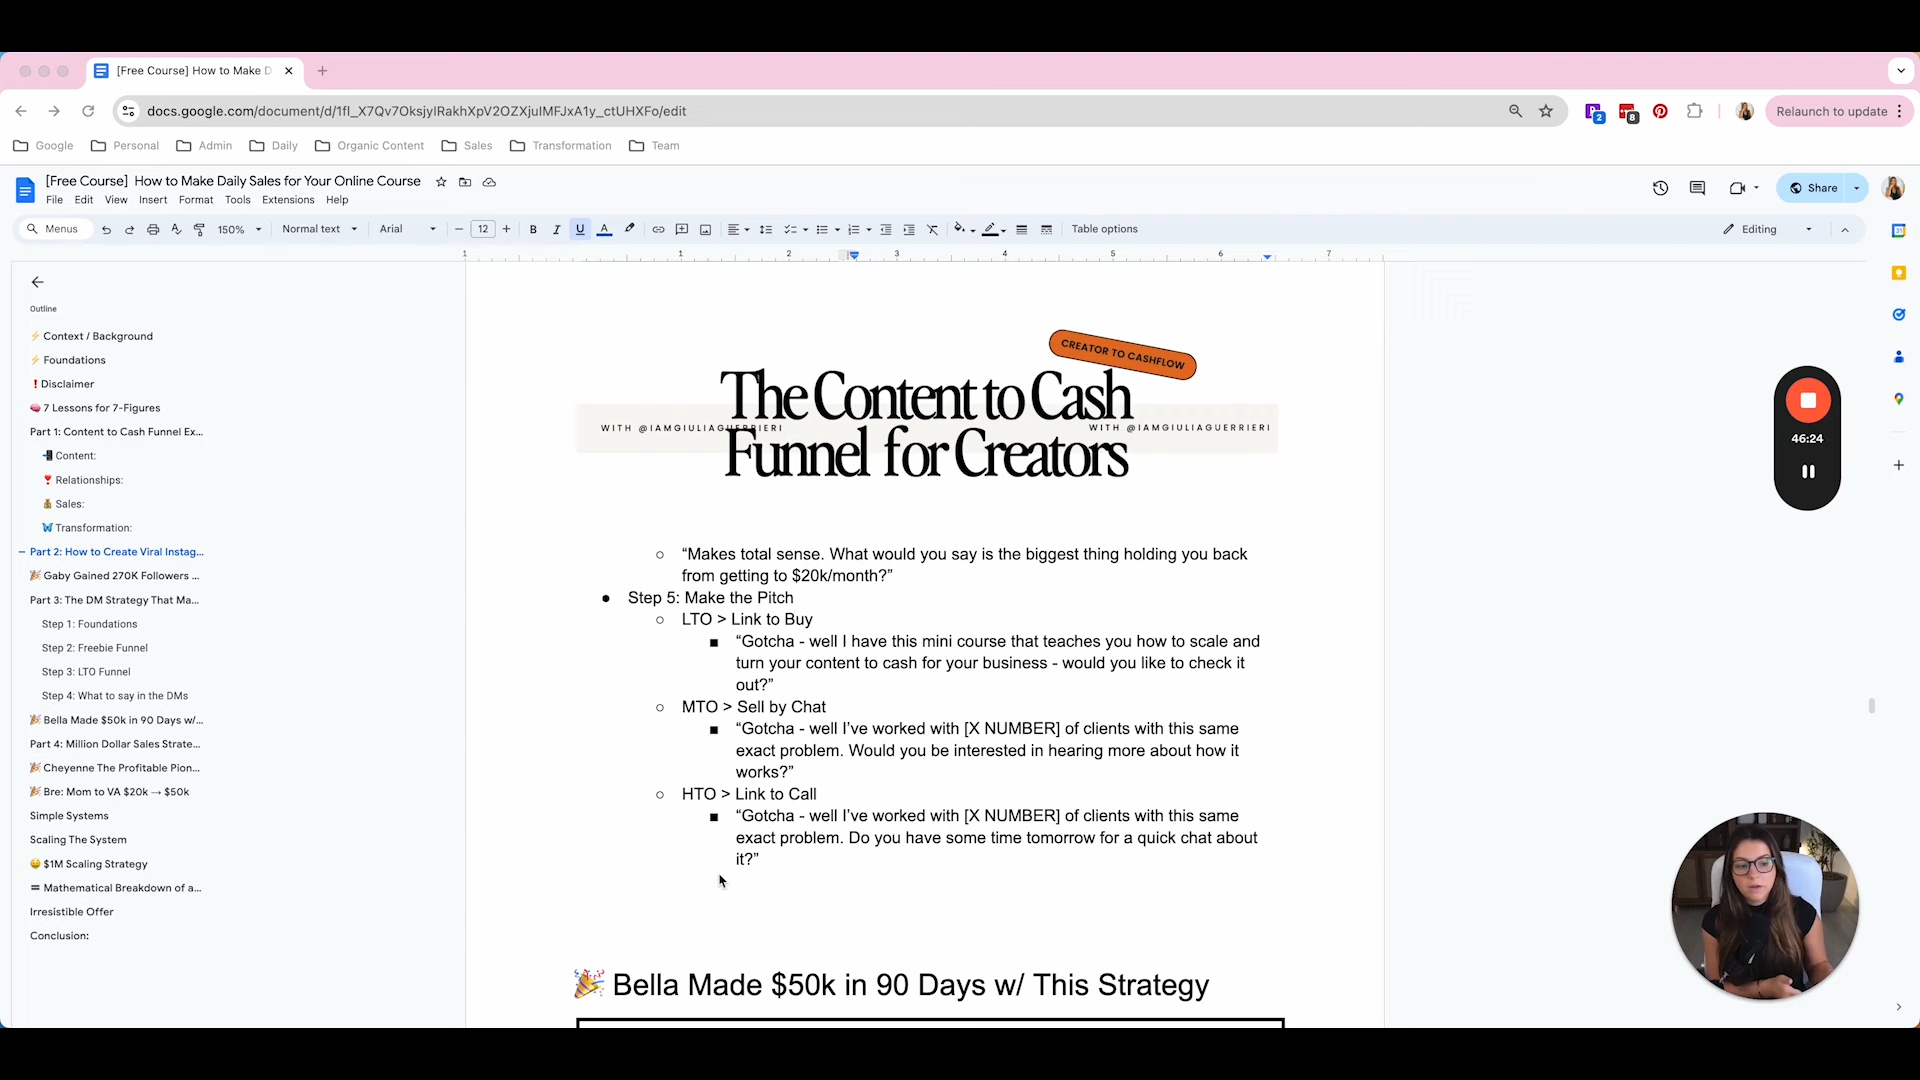 [Free Course] How to Make D
docs.google.com/document/d/1fl_X7Qv7OksjyIRakhXpV2OZXjuIMFJxA1y_ctUHXFo/edit
2
8
Relaunch to update
Google Personal Admin Daily Organic Content Sales Transformation Team
[Free Course] How to Make Daily Sales for Your Online Course
File Edit View Insert Format Tools Extensions Help
Share
Menus 150% Normal text Arial 12 B I U A Table options Editing
1 1 2 3 4 5 6 7
Outline
⚡ Context / Background
⚡ Foundations
❗ Disclaimer
🧠 7 Lessons for 7-Figures
Part 1: Content to Cash Funnel Ex...
📲 Content:
❣️ Relationships:
💰 Sales:
🦋 Transformation:
Part 2: How to Create Viral Instag...
🎉 Gaby Gained 270K Followers ...
Part 3: The DM Strategy That Ma...
Step 1: Foundations
Step 2: Freebie Funnel
Step 3: LTO Funnel
Step 4: What to say in the DMs
🎉 Bella Made $50k in 90 Days w/...
Part 4: Million Dollar Sales Strate...
🎉 Cheyenne The Profitable Pion...
🎉 Bre: Mom to VA $20k → $50k
Simple Systems
Scaling The System
🤑 $1M Scaling Strategy
🟰 Mathematical Breakdown of a...
Irresistible Offer
Conclusion:
CREATOR TO CASHFLOW
The Content to Cash
WITH @IAMGIULIAGUERRIERI WITH @IAMGIULIAGUERRIERI
Funnel for Creators
○ “Makes total sense. What would you say is the biggest thing holding you back
from getting to $20k/month?”
● Step 5: Make the Pitch
○ LTO > Link to Buy
■ “Gotcha - well I have this mini course that teaches you how to scale and
turn your content to cash for your business - would you like to check it
out?”
○ MTO > Sell by Chat
■ “Gotcha - well I’ve worked with [X NUMBER] of clients with this same
exact problem. Would you be interested in hearing more about how it
works?”
○ HTO > Link to Call
■ “Gotcha - well I’ve worked with [X NUMBER] of clients with this same
exact problem. Do you have some time tomorrow for a quick chat about
it?”
🎉 Bella Made $50k in 90 Days w/ This Strategy
46:24